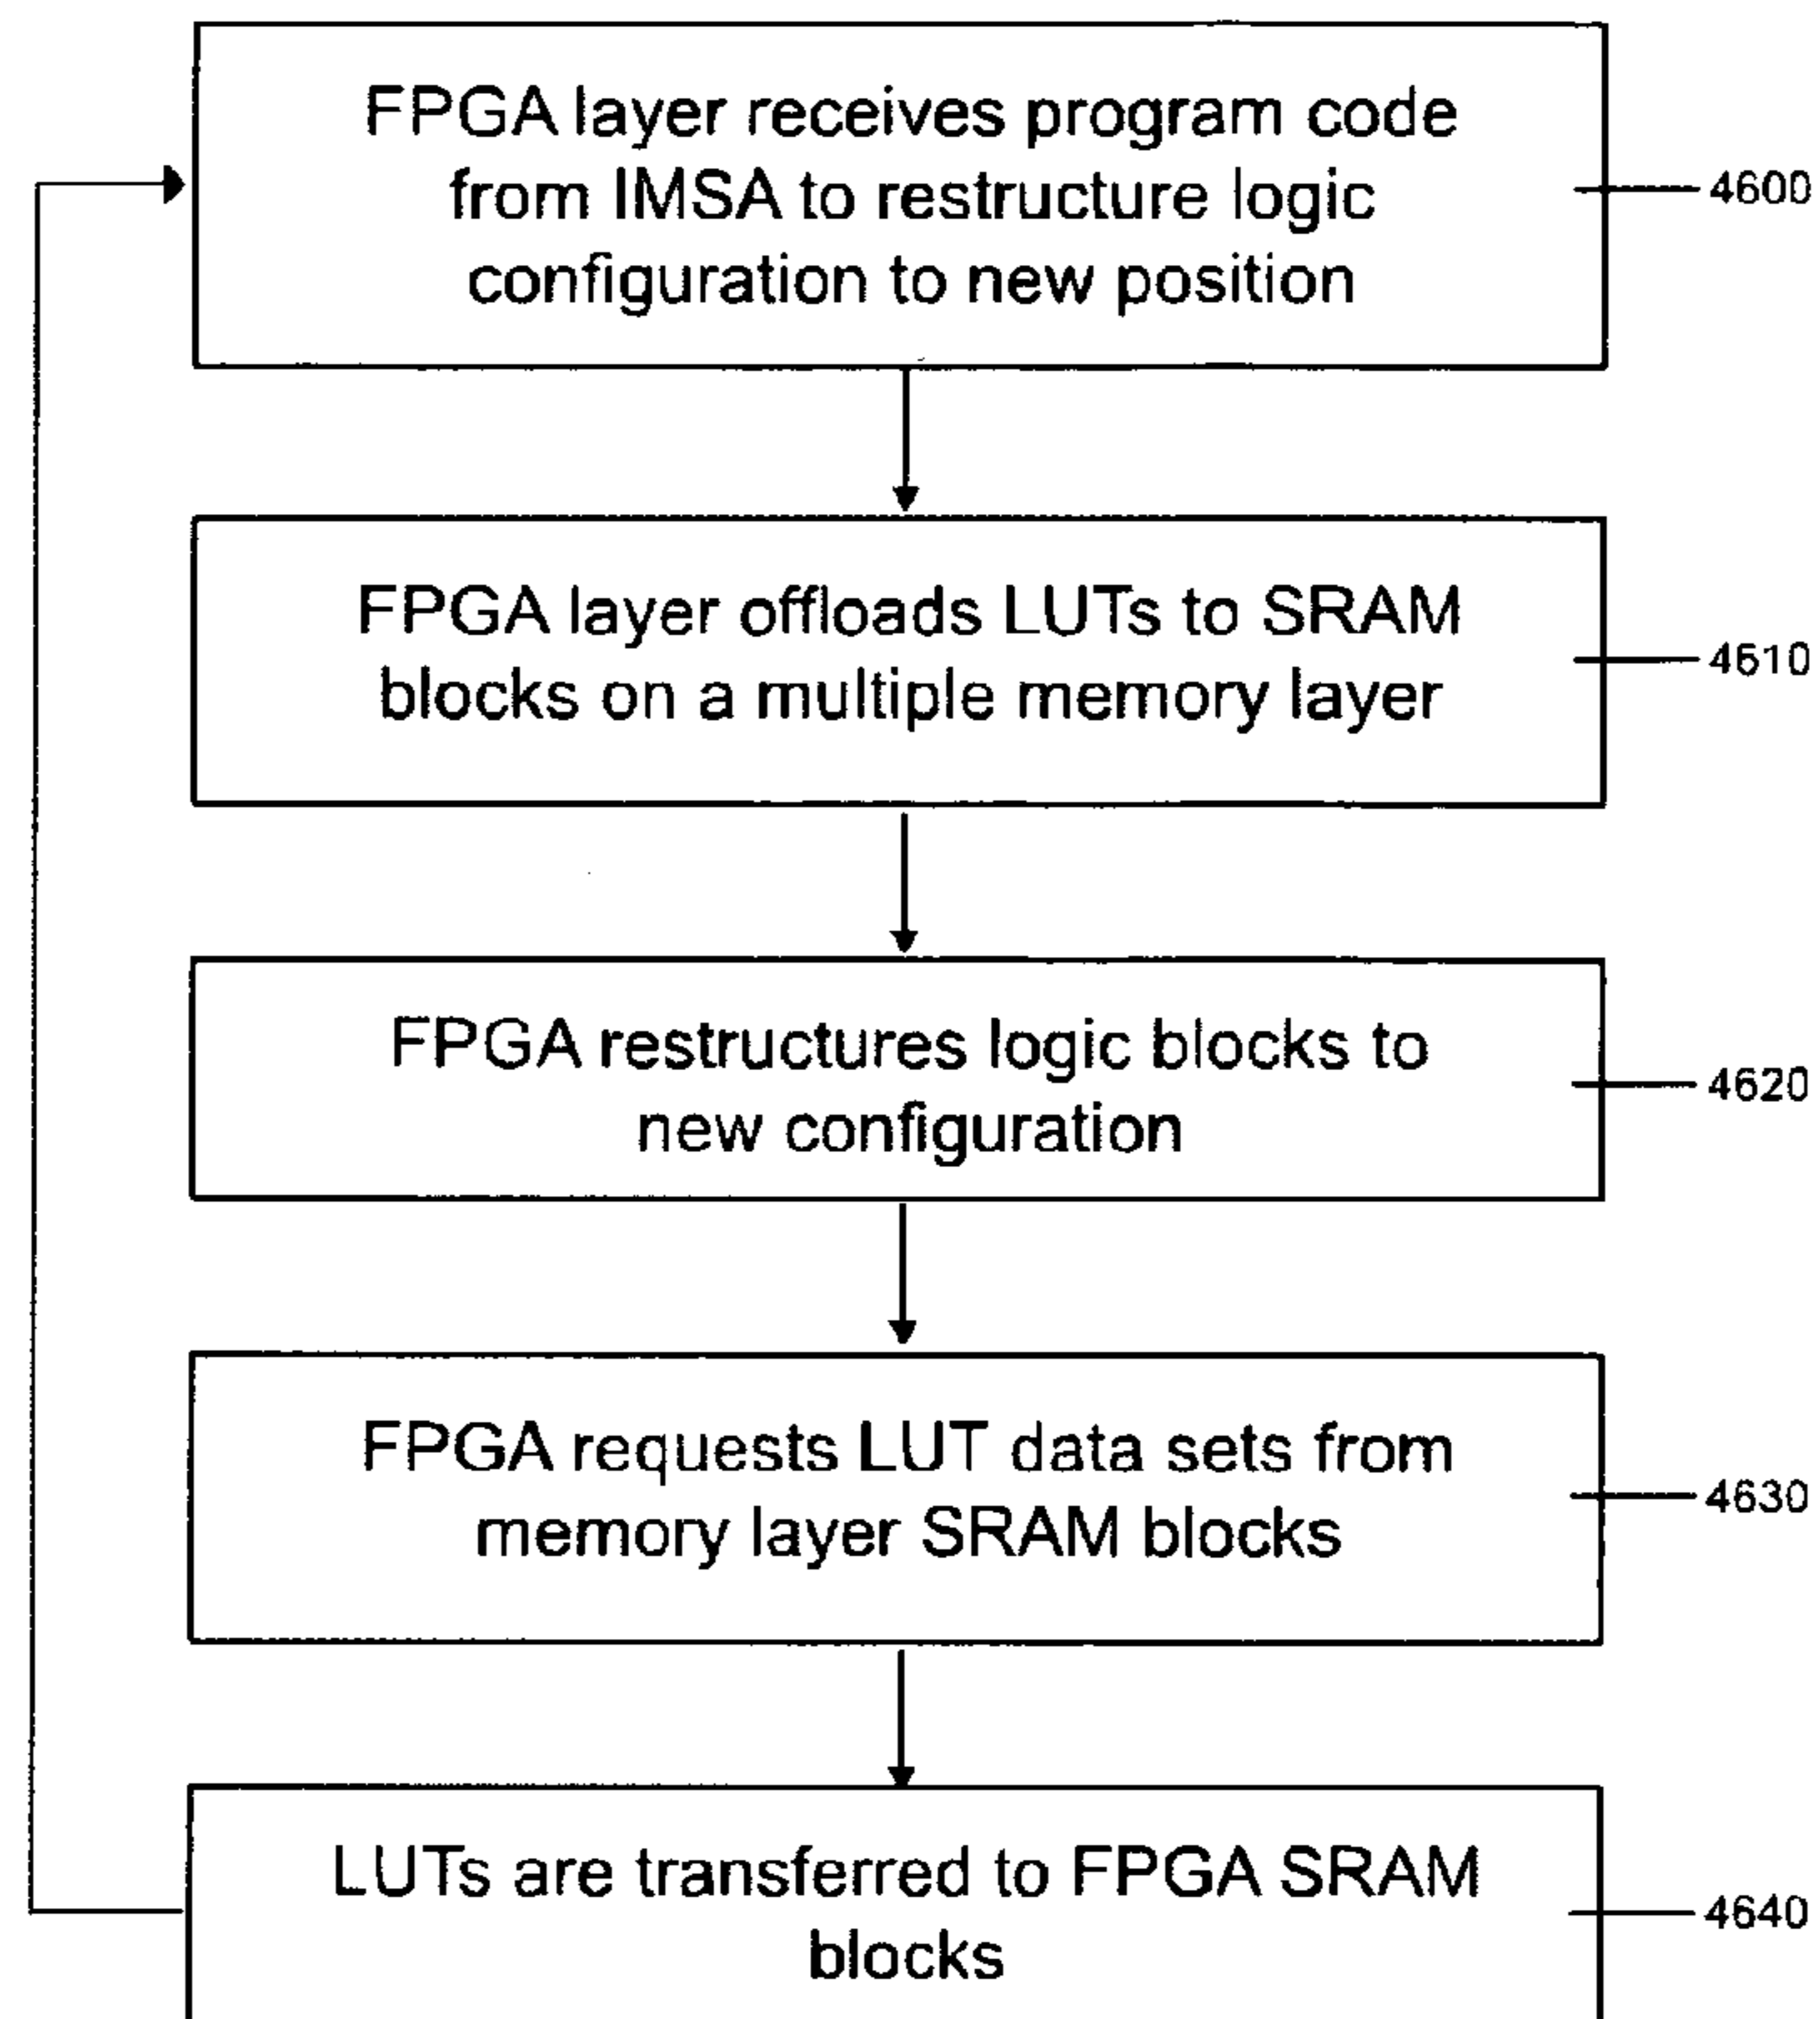 FPGA layer receives program code
from IMSA to restructure logic
configuration to new position
4600
FPGA layer offloads LUTs to SRAM
blocks on a multiple memory layer
4610
FPGA restructures logic blocks to
new configuration
4620
FPGA requests LUT data sets from
memory layer SRAM blocks
4630
LUTs are transferred to FPGA SRAM
blocks
4640